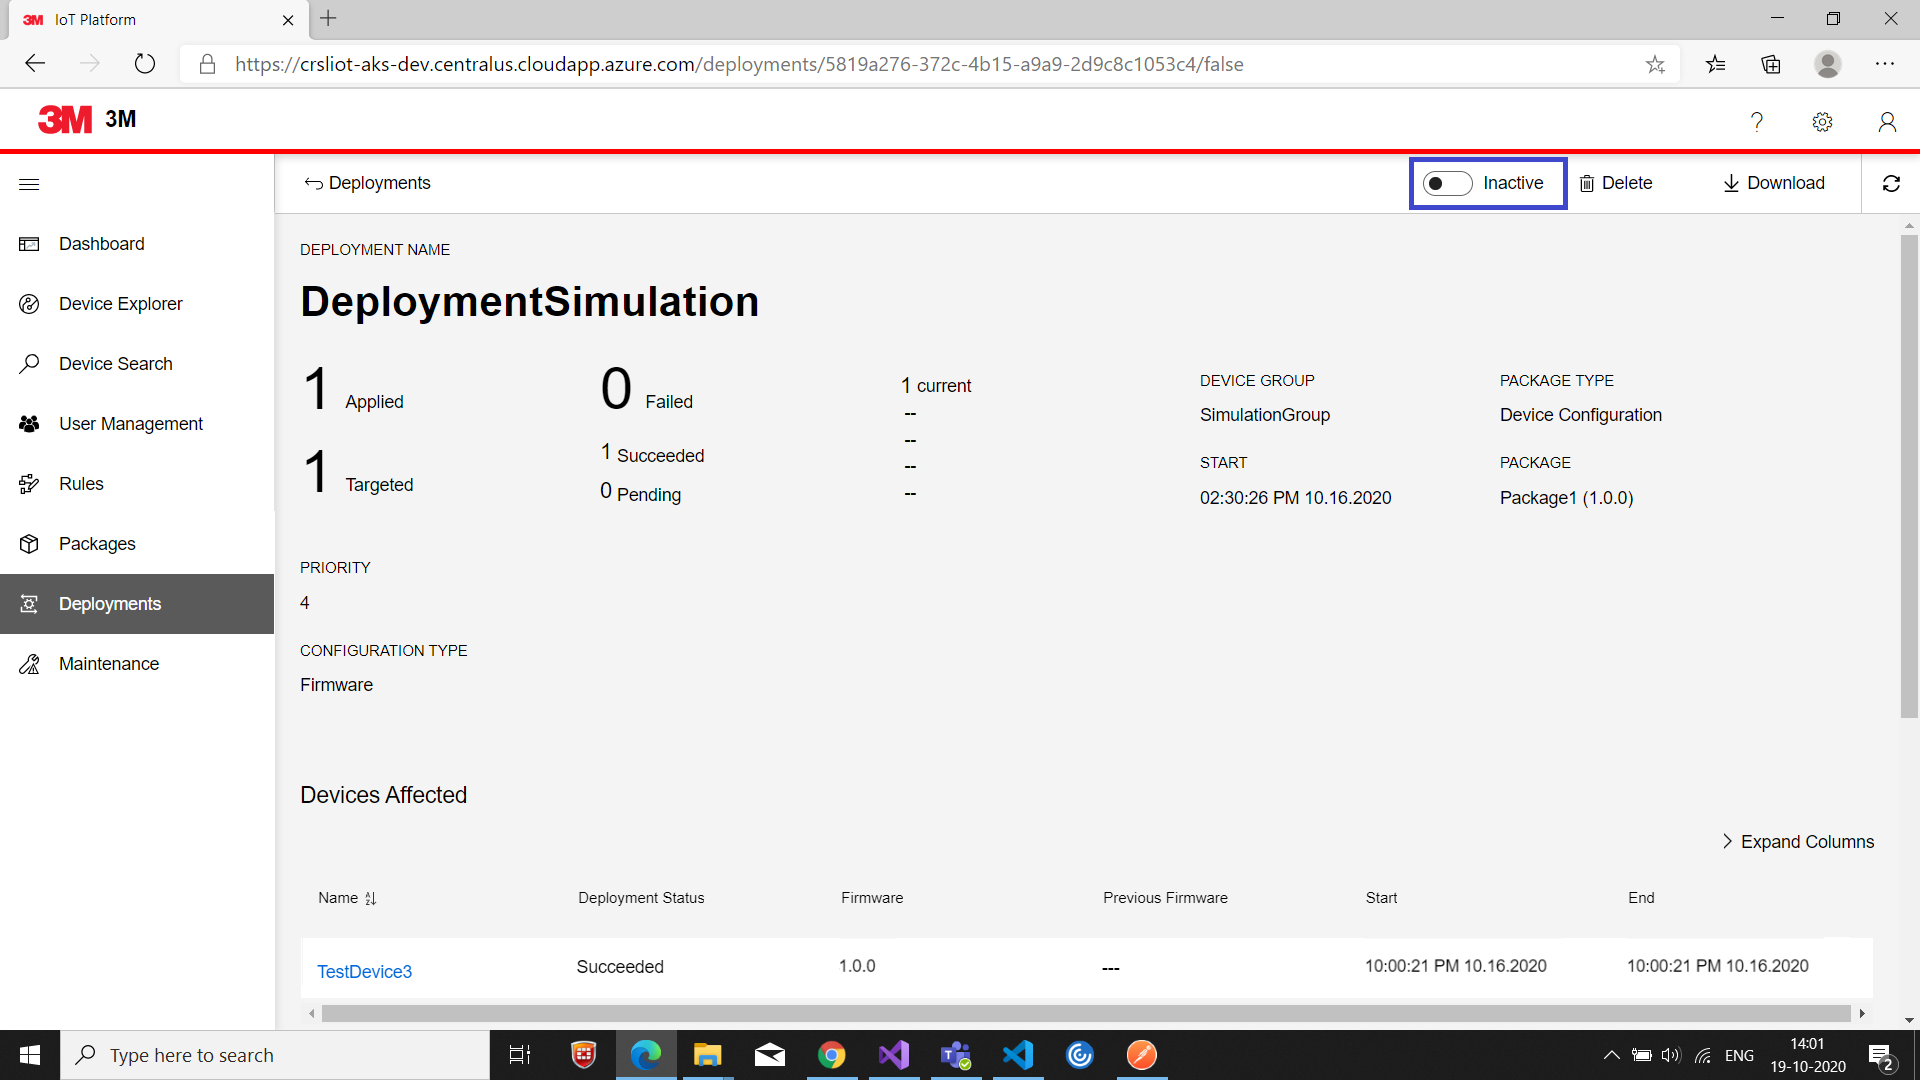 3M IoT Platform
https://crsliot-aks-dev.centralus.cloudapp.azure.com/deployments/5819a276-372c-4b15-a9a9-2d9c8c1053c4/false
3M 3M
Deployments
Inactive
Delete
Download
Dashboard
Device Explorer
Device Search
User Management
Rules
Packages
Deployments
Maintenance
DEPLOYMENT NAME
DeploymentSimulation
1 Applied
1 Targeted
0 Failed
1 Succeeded
0 Pending
1 current
--
--
--
--
DEVICE GROUP
SimulationGroup
START
02:30:26 PM 10.16.2020
PACKAGE TYPE
Device Configuration
PACKAGE
Package1 (1.0.0)
PRIORITY
4
CONFIGURATION TYPE
Firmware
Devices Affected
Expand Columns
Name Deployment Status Firmware Previous Firmware Start End
TestDevice3 Succeeded 1.0.0 --- 10:00:21 PM 10.16.2020 10:00:21 PM 10.16.2020
Type here to search
ENG
14:01
19-10-2020
2